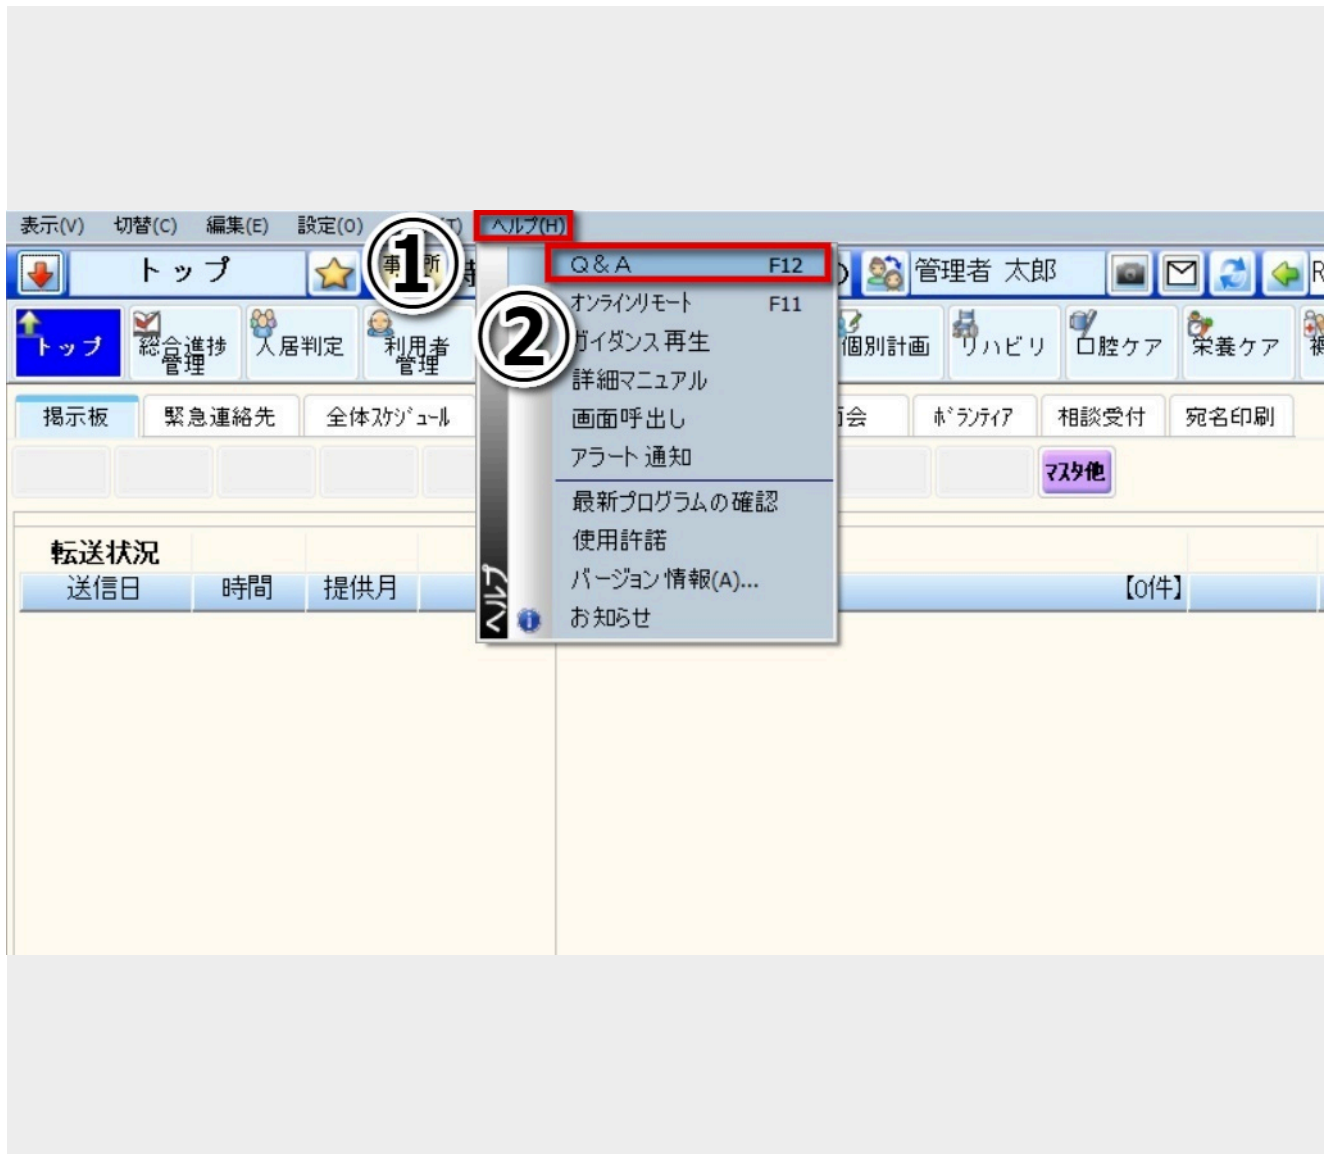 表示(V) 切替(C) 編集(E) 設定(O) (T) ヘルプ(H)
①
トップ 事 所 管理者 太郎 R
Q&A F12
②
オンラインリモート F11
ガイダンス再生
詳細マニュアル
画面呼出し
アラート通知
最新プログラムの確認
使用許諾
バージョン情報(A)...
お知らせ
ヘルプ
トップ 総合進捗管理 入居判定 利用者管理 個別計画 リハビリ 口腔ケア 栄養ケア
掲示板 緊急連絡先 全体スケジュール 会 ボランティア 相談受付 宛名印刷
マスタ他
転送状況
送信日 時間 提供月 【0件】